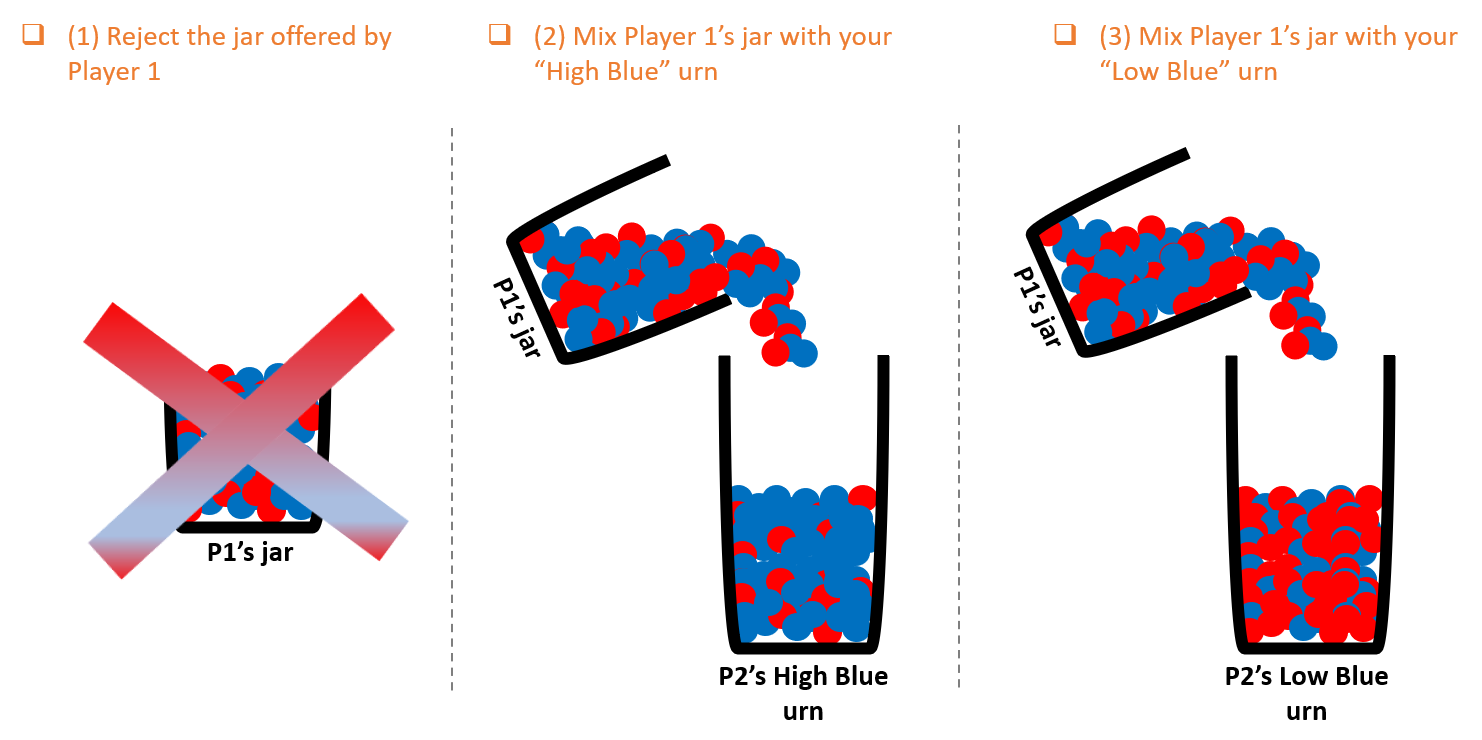 (1) Reject the jar offered by
Player 1
(2) Mix Player 1’s jar with your
“High Blue” urn
(3) Mix Player 1’s jar with your
“Low Blue” urn
P1’s jar
P1’s jar
P1’s jar
P2’s High Blue
urn
P2’s Low Blue
urn